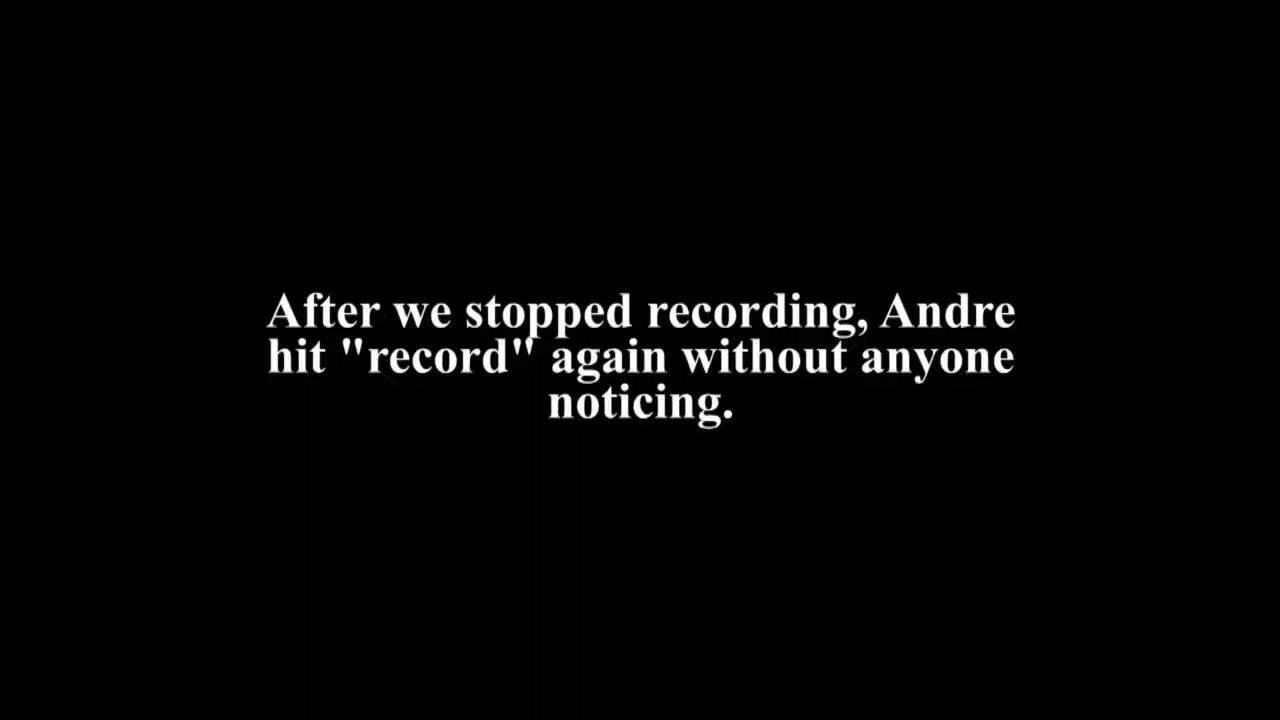 After we stopped recording, Andre
hit "record" again without anyone
noticing.